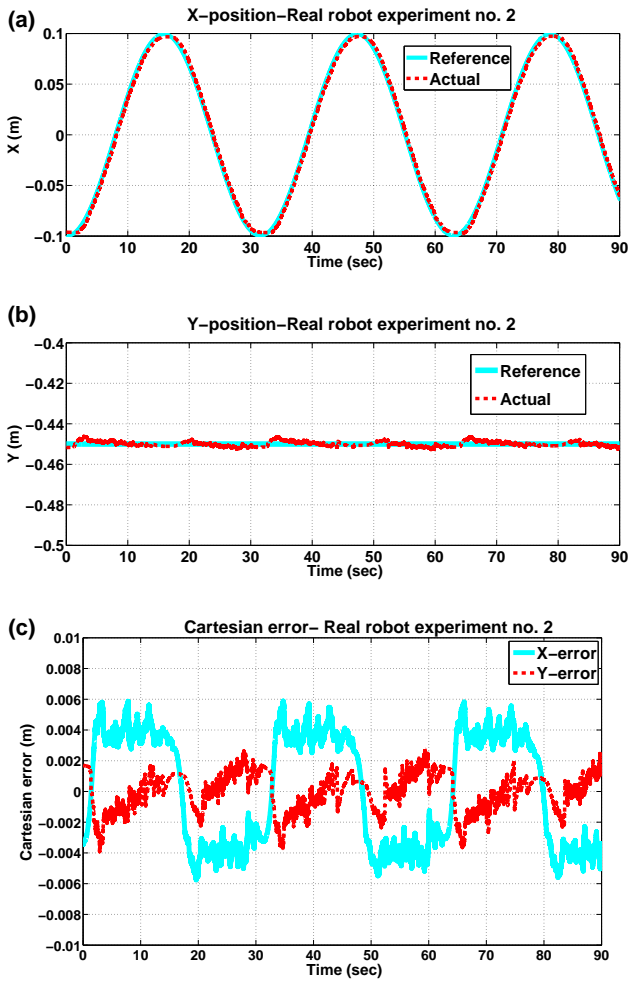 (a)
X−position−Real robot experiment no. 2
0.1
0.05
0
−0.05
−0.1
X (m)
Reference
Actual
0 10 20 30 40 50 60 70 80 90
Time (sec)
(b)
Y−position−Real robot experiment no. 2
−0.4
−0.42
−0.44
−0.46
−0.48
−0.5
Y (m)
Reference
Actual
0 10 20 30 40 50 60 70 80 90
Time (sec)
(c)
Cartesian error− Real robot experiment no. 2
0.01
0.008
0.006
0.004
0.002
0
−0.002
−0.004
−0.006
−0.008
−0.01
Cartesian error (m)
X−error
Y−error
0 10 20 30 40 50 60 70 80 90
Time (sec)